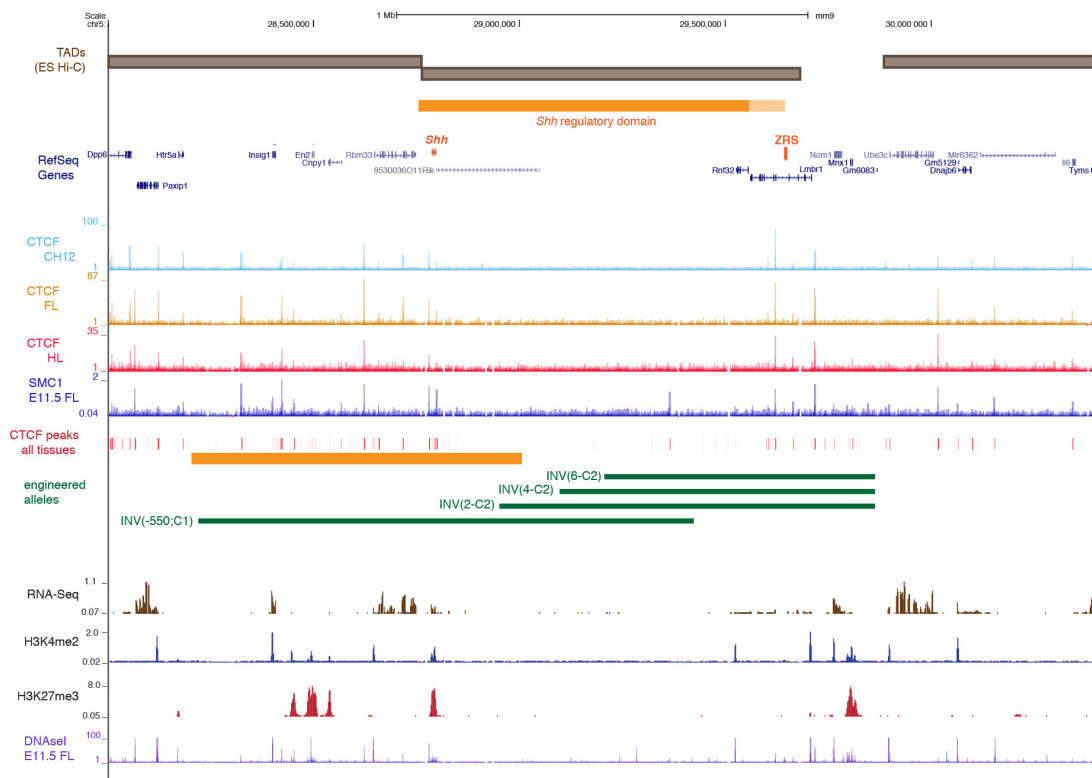 Scale
1 Mb
mm9
chr5:
28,500,000
29,000,000
29,500,000
30,000,000
TADs
(ES Hi-C)
Shh regulatory domain
Shh
ZRS
RefSeq
Genes
Dpp6
Htr5a
Insig1
En2
Rbm33
Nom1
Ube3c
Mir6362
Cnpy1
Mnx1
Gm5129
Il6
9530036O11Rik
Rnf32
Lmbr1
Gm6083
Dnajb6
Tyms
Paxip1
CTCF
CH12
100
1
CTCF
FL
87
1
CTCF
HL
35
1
SMC1
E11.5 FL
2
0.04
CTCF peaks
all tissues
engineered
alleles
INV(6-C2)
INV(4-C2)
INV(2-C2)
INV(-550;C1)
RNA-Seq
1.1
0.07
H3K4me2
2.0
0.02
H3K27me3
8.0
0.05
DNAseI
E11.5 FL
100
1